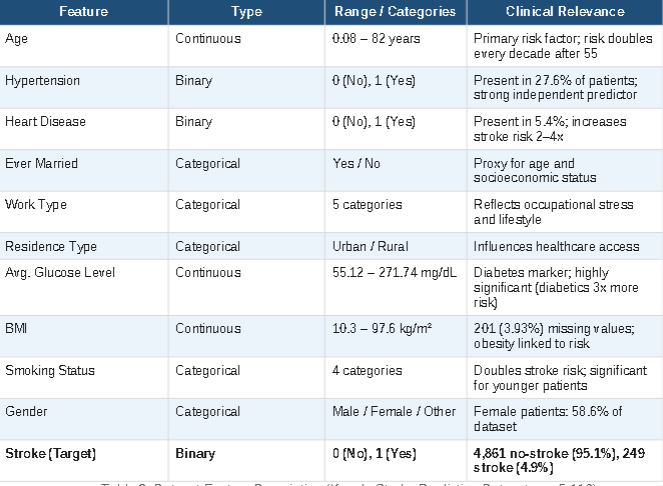 Feature Type Range / Categories Clinical Relevance
Age Continuous 0.08 – 82 years Primary risk factor; risk doubles
every decade after 55
Hypertension Binary 0 (No), 1 (Yes) Present in 27.6% of patients;
strong independent predictor
Heart Disease Binary 0 (No), 1 (Yes) Present in 5.4%; increases
stroke risk 2–4x
Ever Married Categorical Yes / No Proxy for age and
socioeconomic status
Work Type Categorical 5 categories Reflects occupational stress
and lifestyle
Residence Type Categorical Urban / Rural Influences healthcare access
Avg. Glucose Level Continuous 55.12 – 271.74 mg/dL Diabetes marker; highly
significant (diabetics 3x more
risk)
BMI Continuous 10.3 – 97.6 kg/m² 201 (3.93%) missing values;
obesity linked to risk
Smoking Status Categorical 4 categories Doubles stroke risk; significant
for younger patients
Gender Categorical Male / Female / Other Female patients: 58.6% of
dataset
Stroke (Target) Binary 0 (No), 1 (Yes) 4,861 no-stroke (95.1%), 249
stroke (4.9%)